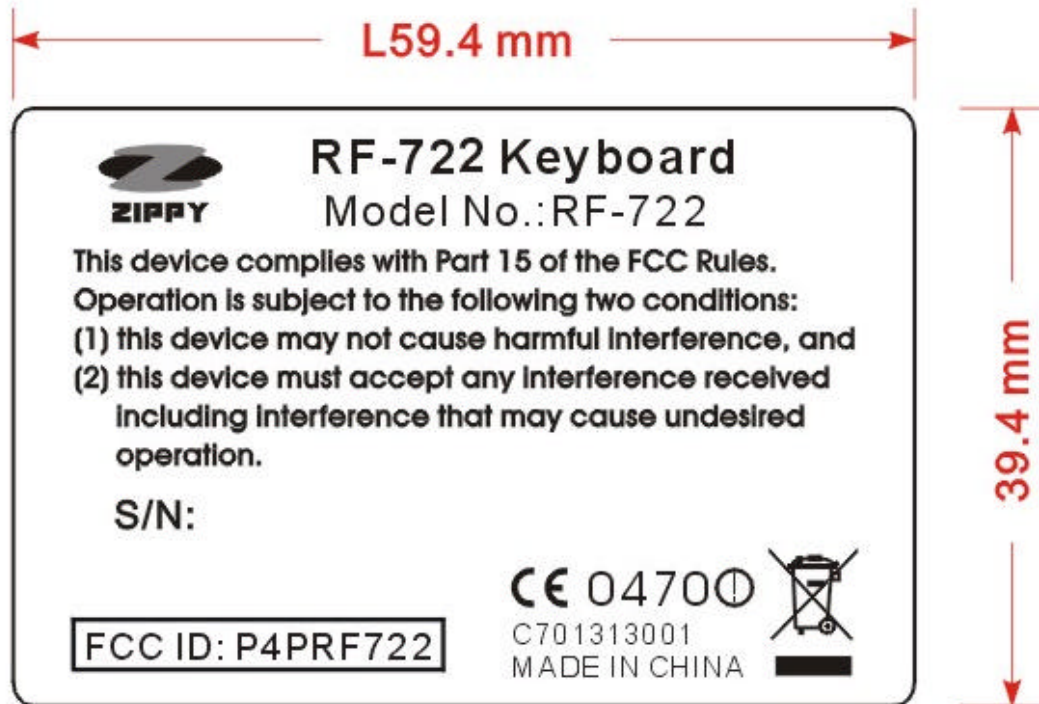 L59.4 mm
RF-722 Keyboard
ZIPPY
Model No.:RF-722
This device complies with Part 15 of the FCC Rules.
Operation is subject to the following two conditions:
(1) this device may not cause harmful interference, and
(2) this device must accept any interference received
including interference that may cause undesired
operation.
S/N:
CE 0470
C701313001
FCC ID: P4PRF722
MADE IN CHINA
39.4 mm